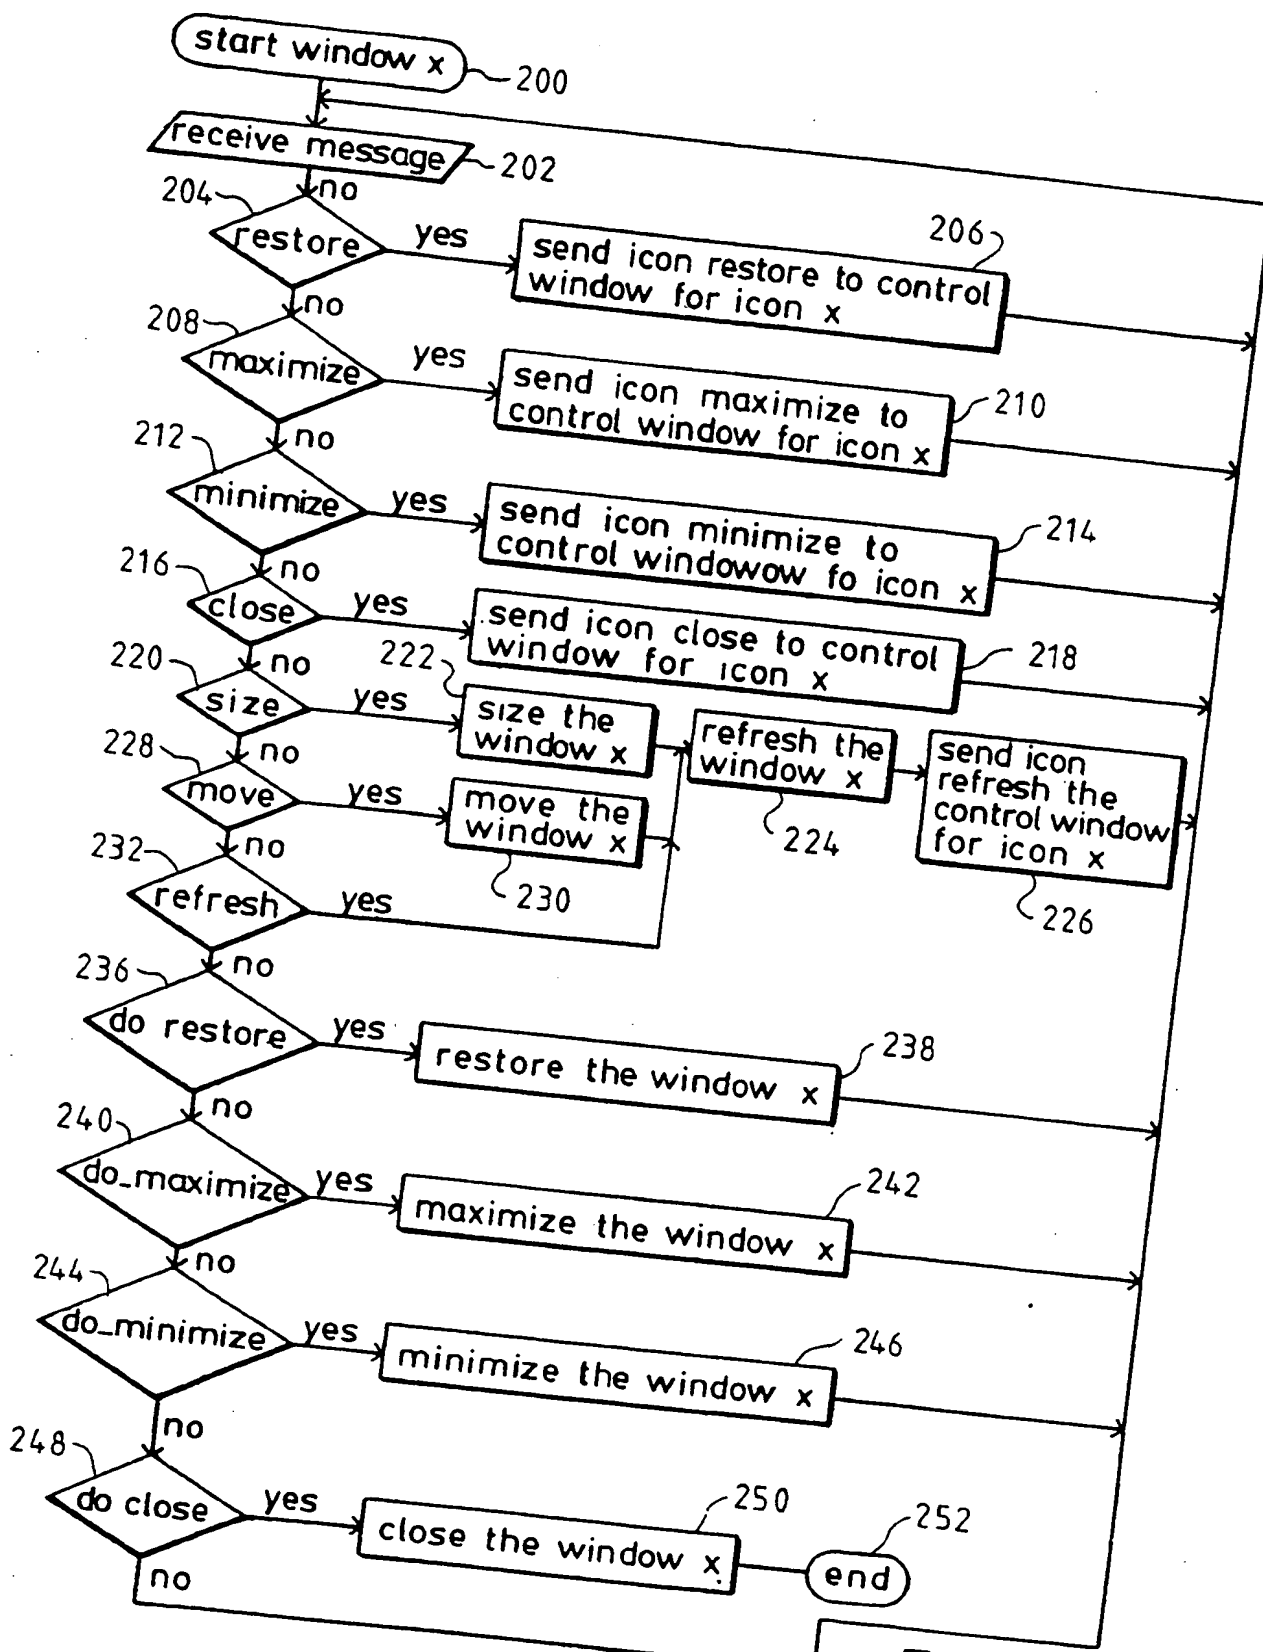 start window x
200
receive message
202
no
204
restore
yes
206
send icon restore to control
window for icon x
no
208
maximize
yes
send icon maximize to
control window for icon x
210
no
212
minimize
yes
send icon minimize to
control windowow fo icon x
214
no
216
close
yes
send icon close to control
window for icon x
218
no
220
size
yes
222
size the
window x
refresh the
window x
224
send icon
refresh the
control window
for icon x
226
no
228
move
yes
move the
window x
230
no
232
refresh
yes
no
236
do restore
yes
restore the window x
238
no
240
do_maximize
yes
maximize the window x
242
no
244
do_minimize
yes
minimize the window x
246
no
248
do close
yes
close the window x
250
end
252
no